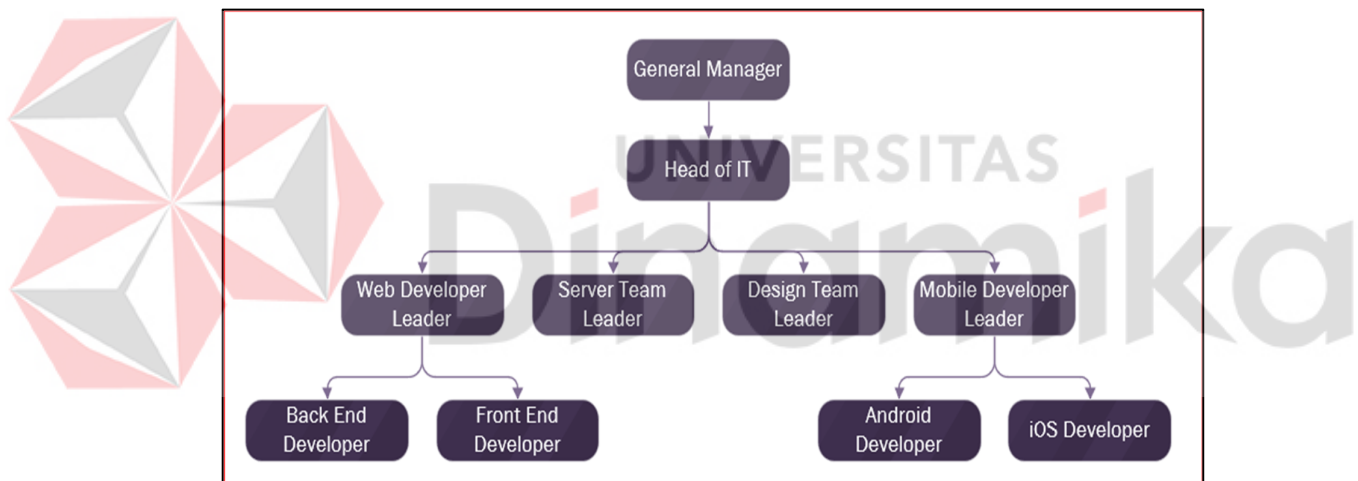 General Manager
UNIVERSITAS
Head of IT
Dinamika
Web Developer
Leader
Server Team
Leader
Design Team
Leader
Mobile Developer
Leader
Back End
Developer
Front End
Developer
Android
Developer
iOS Developer